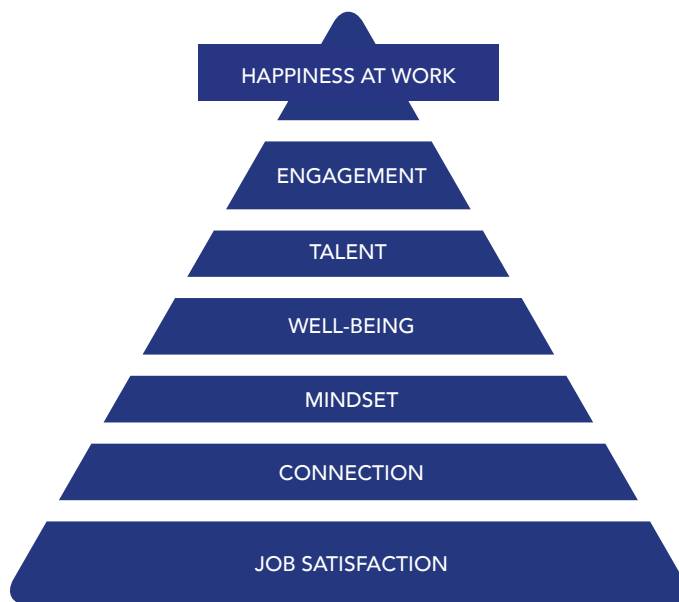 HAPPINESS AT WORK
ENGAGEMENT
TALENT
WELL-BEING
MINDSET
CONNECTION
JOB SATISFACTION